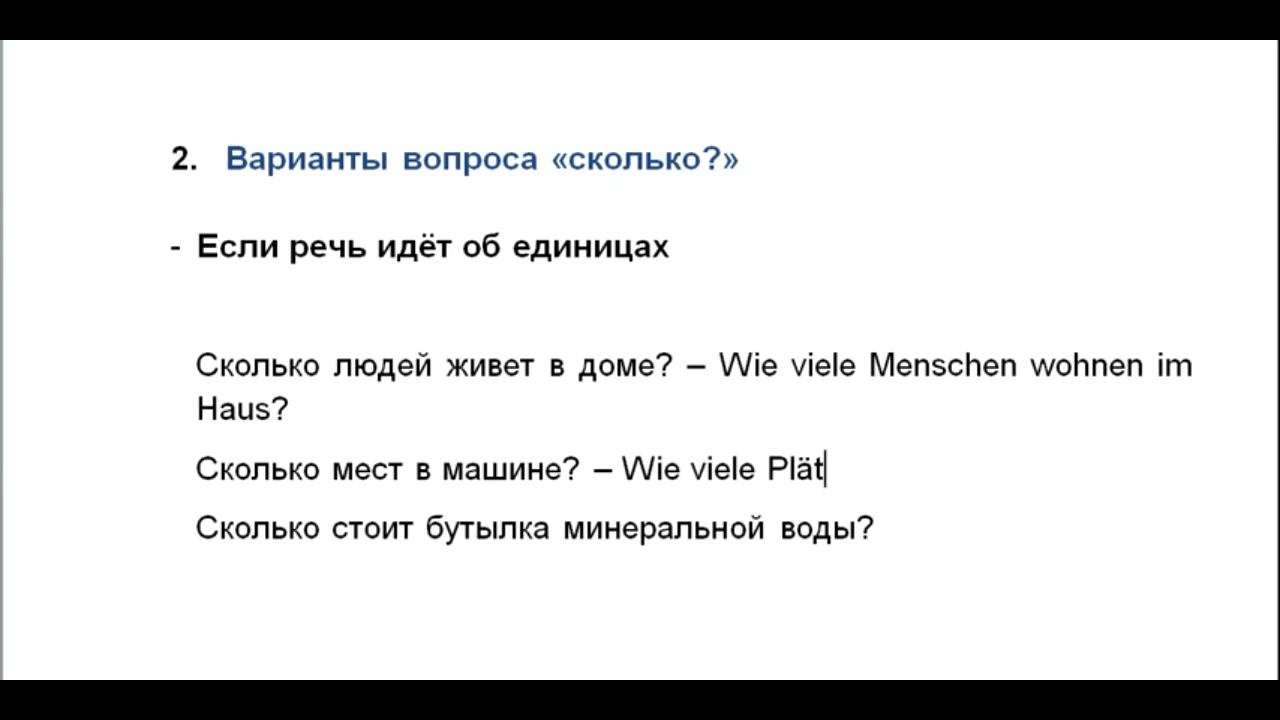 2. Варианты вопроса «сколько?»
- Если речь идёт об единицах
Сколько людей живет в доме? – Wie viele Menschen wohnen im
Haus?
Сколько мест в машине? – Wie viele Plät
Сколько стоит бутылка минеральной воды?